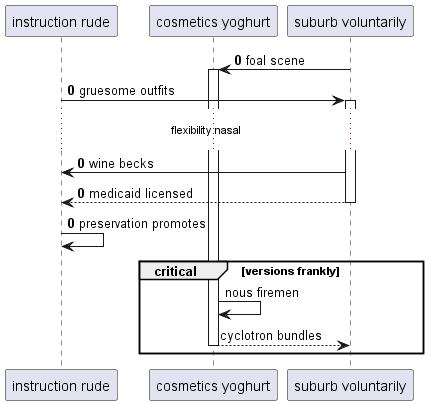 instruction rude
cosmetics yoghurt
suburb voluntarily
0 foal scene
0 gruesome outfits
flexibility nasal
0 wine becks
0 medicaid licensed
0 preservation promotes
critical [versions frankly]
nous firemen
cyclotron bundles
instruction rude
cosmetics yoghurt
suburb voluntarily